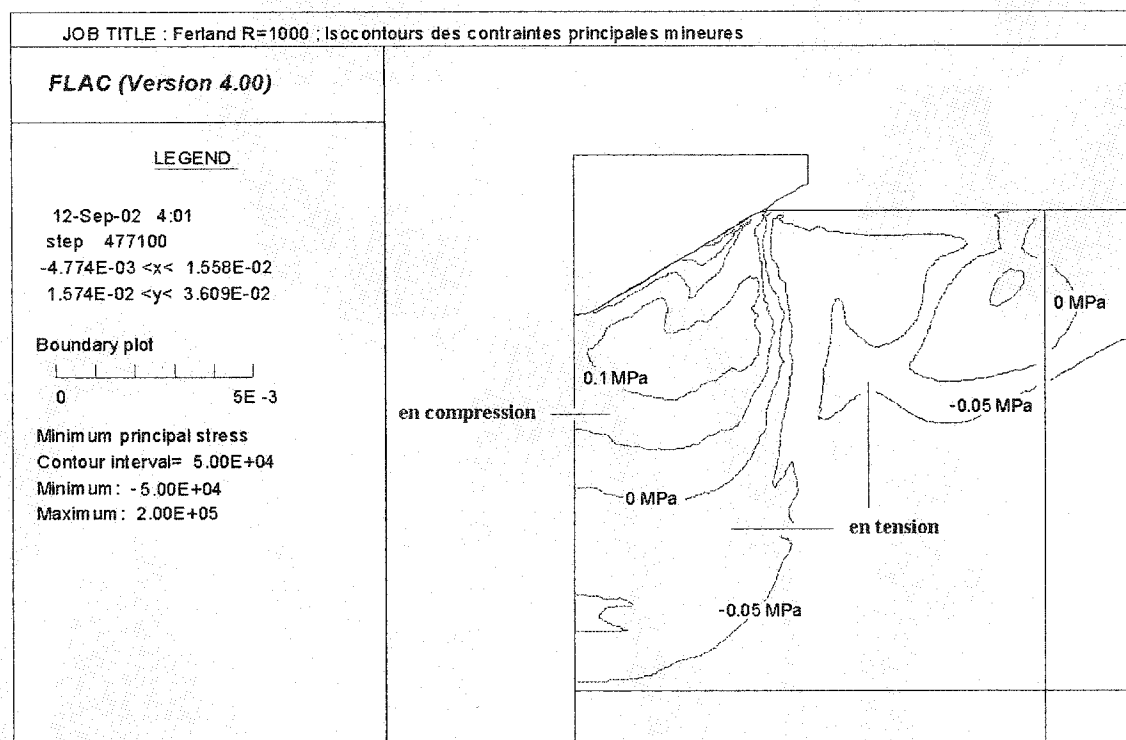 JOB TITLE : Ferland R=1000 ; Isocontours des contraintes principales mineures
FLAC (Version 4.00)
LEGEND
12-Sep-02 4:01
step 477100
-4.774E-03 <x< 1.558E-02
1.574E-02 <y< 3.609E-02
Boundary plot
0 5E -3
Minimum principal stress
Contour interval= 5.00E+04
Minimum: -5.00E+04
Maximum: 2.00E+05
0 MPa
0.1 MPa
-0.05 MPa
en compression
0 MPa
en tension
-0.05 MPa